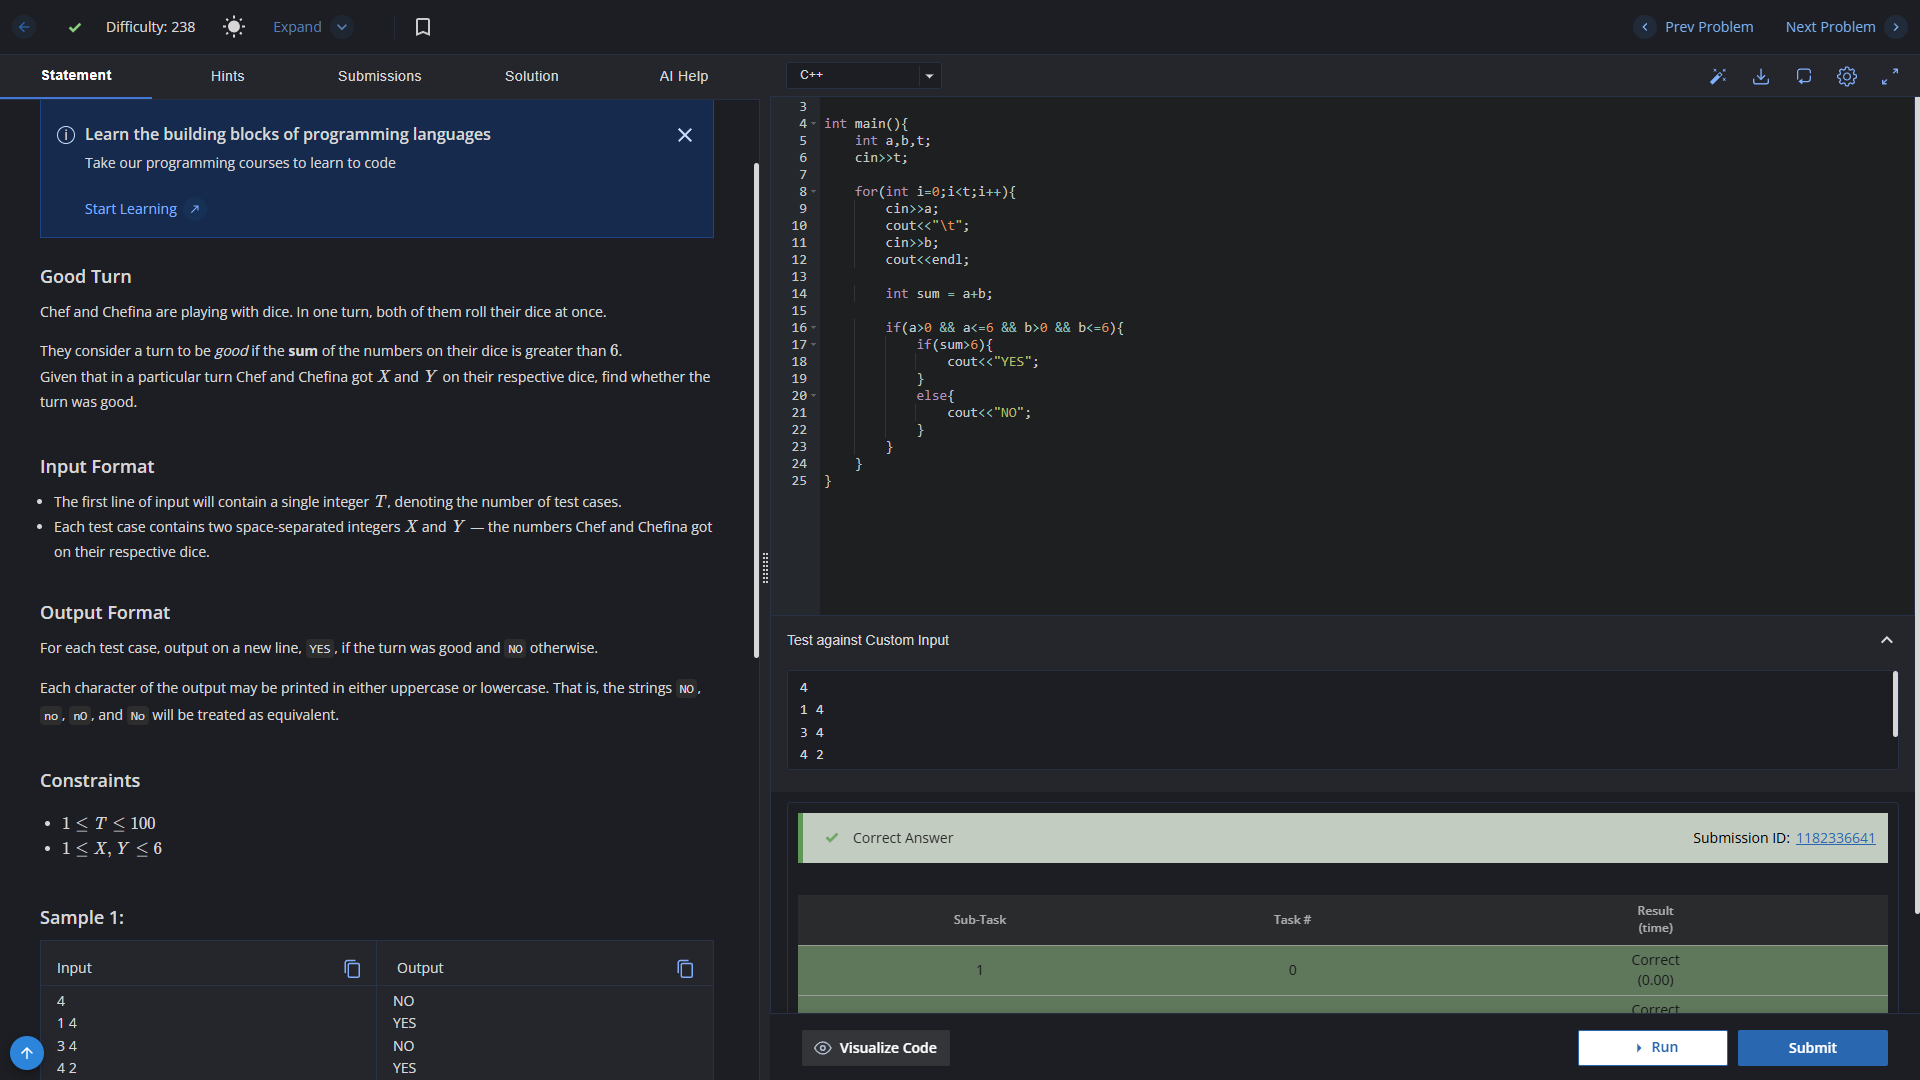 Difficulty: 238
Expand
Prev Problem
Next Problem
Statement
Hints
Submissions
Solution
AI Help
Learn the building blocks of programming languages
Take our programming courses to learn to code
Start Learning
Good Turn
Chef and Chefina are playing with dice. In one turn, both of them roll their dice at once.
They consider a turn to be good if the sum of the numbers on their dice is greater than 6.
Given that in a particular turn Chef and Chefina got X and Y on their respective dice, find whether the
turn was good.
Input Format
• The first line of input will contain a single integer T, denoting the number of test cases.
• Each test case contains two space-separated integers X and Y — the numbers Chef and Chefina got
on their respective dice.
Output Format
For each test case, output on a new line, YES, if the turn was good and NO otherwise.
Each character of the output may be printed in either uppercase or lowercase. That is, the strings NO,
no, nO, and No will be treated as equivalent.
Constraints
• 1 ≤ T ≤ 100
• 1 ≤ X, Y ≤ 6
Sample 1:
Input
Output
4
NO
1 4
YES
3 4
NO
4 2
YES
C++
3
4 int main(){
5     int a,b,t;
6     cin>>t;
7
8     for(int i=0;i<t;i++){
9         cin>>a;
10         cout<<"\t";
11         cin>>b;
12         cout<<endl;
13
14         int sum = a+b;
15
16         if(a>0 && a<=6 && b>0 && b<=6){
17             if(sum>6){
18                 cout<<"YES";
19             }
20             else{
21                 cout<<"NO";
22             }
23         }
24     }
25 }
Test against Custom Input
4
1 4
3 4
4 2
Correct Answer
Submission ID: 1182336641
Sub-Task
Task #
Result
(time)
1
0
Correct
(0.00)
Correct
Visualize Code
Run
Submit